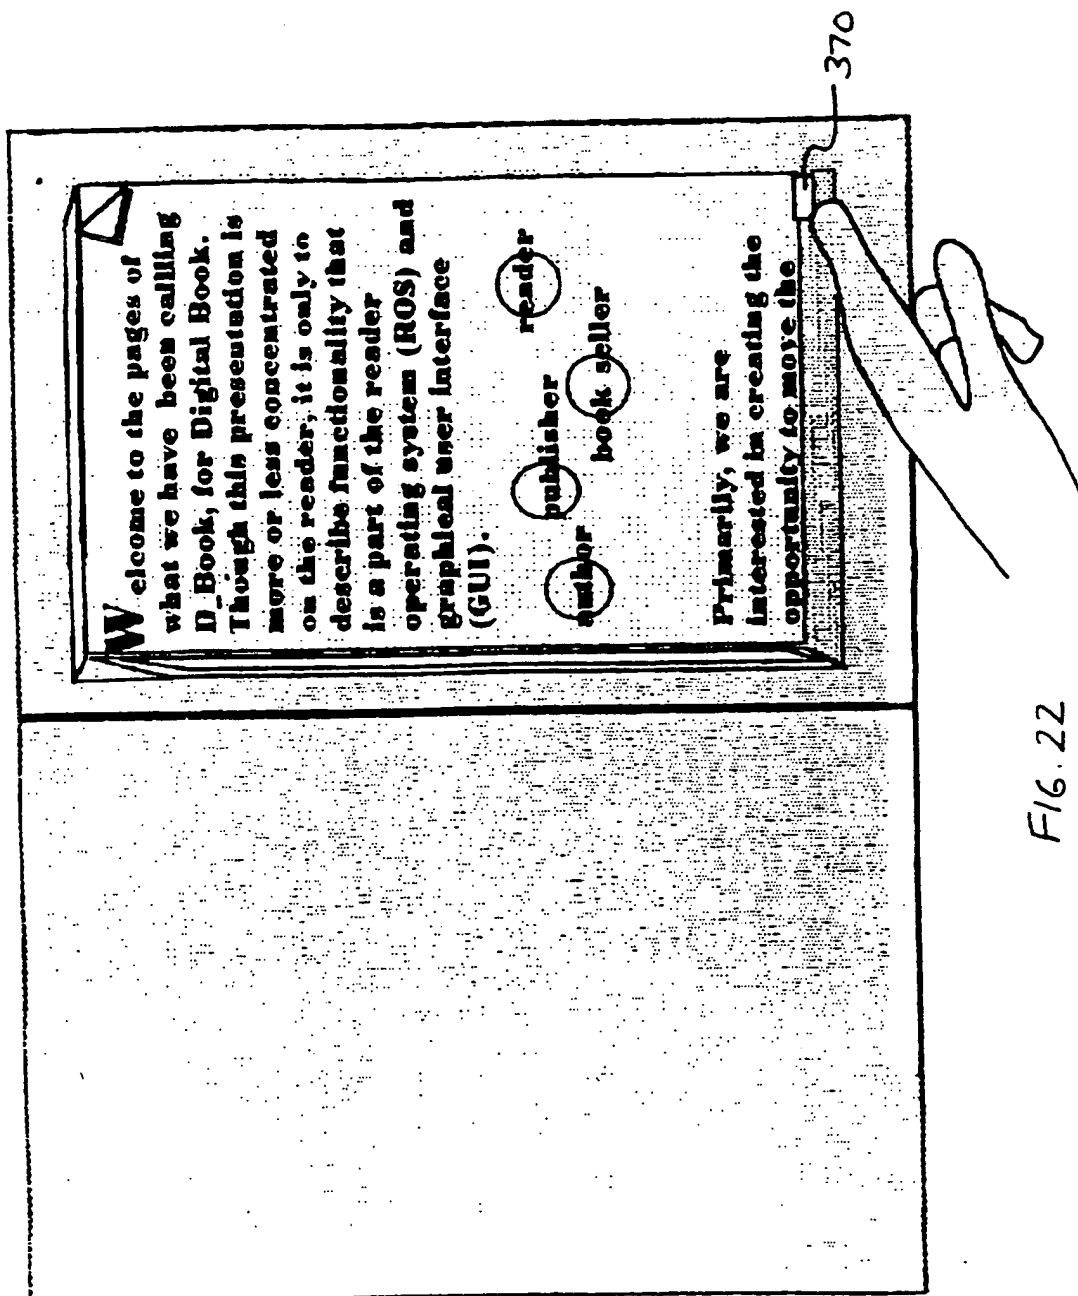 Welcome to the pages of
what we have been callling
D_Book, for Digital Book.
Though this presentation is
more or less concentrated
on the reader, it is only to
describe functionality that
is a part of the reader
operating system (ROS) and
graphical user interface
(GUI).
reader
publisher
author
book seller
Primarily, we are
interested in creating the
opportunity to move the
370
FIG. 22